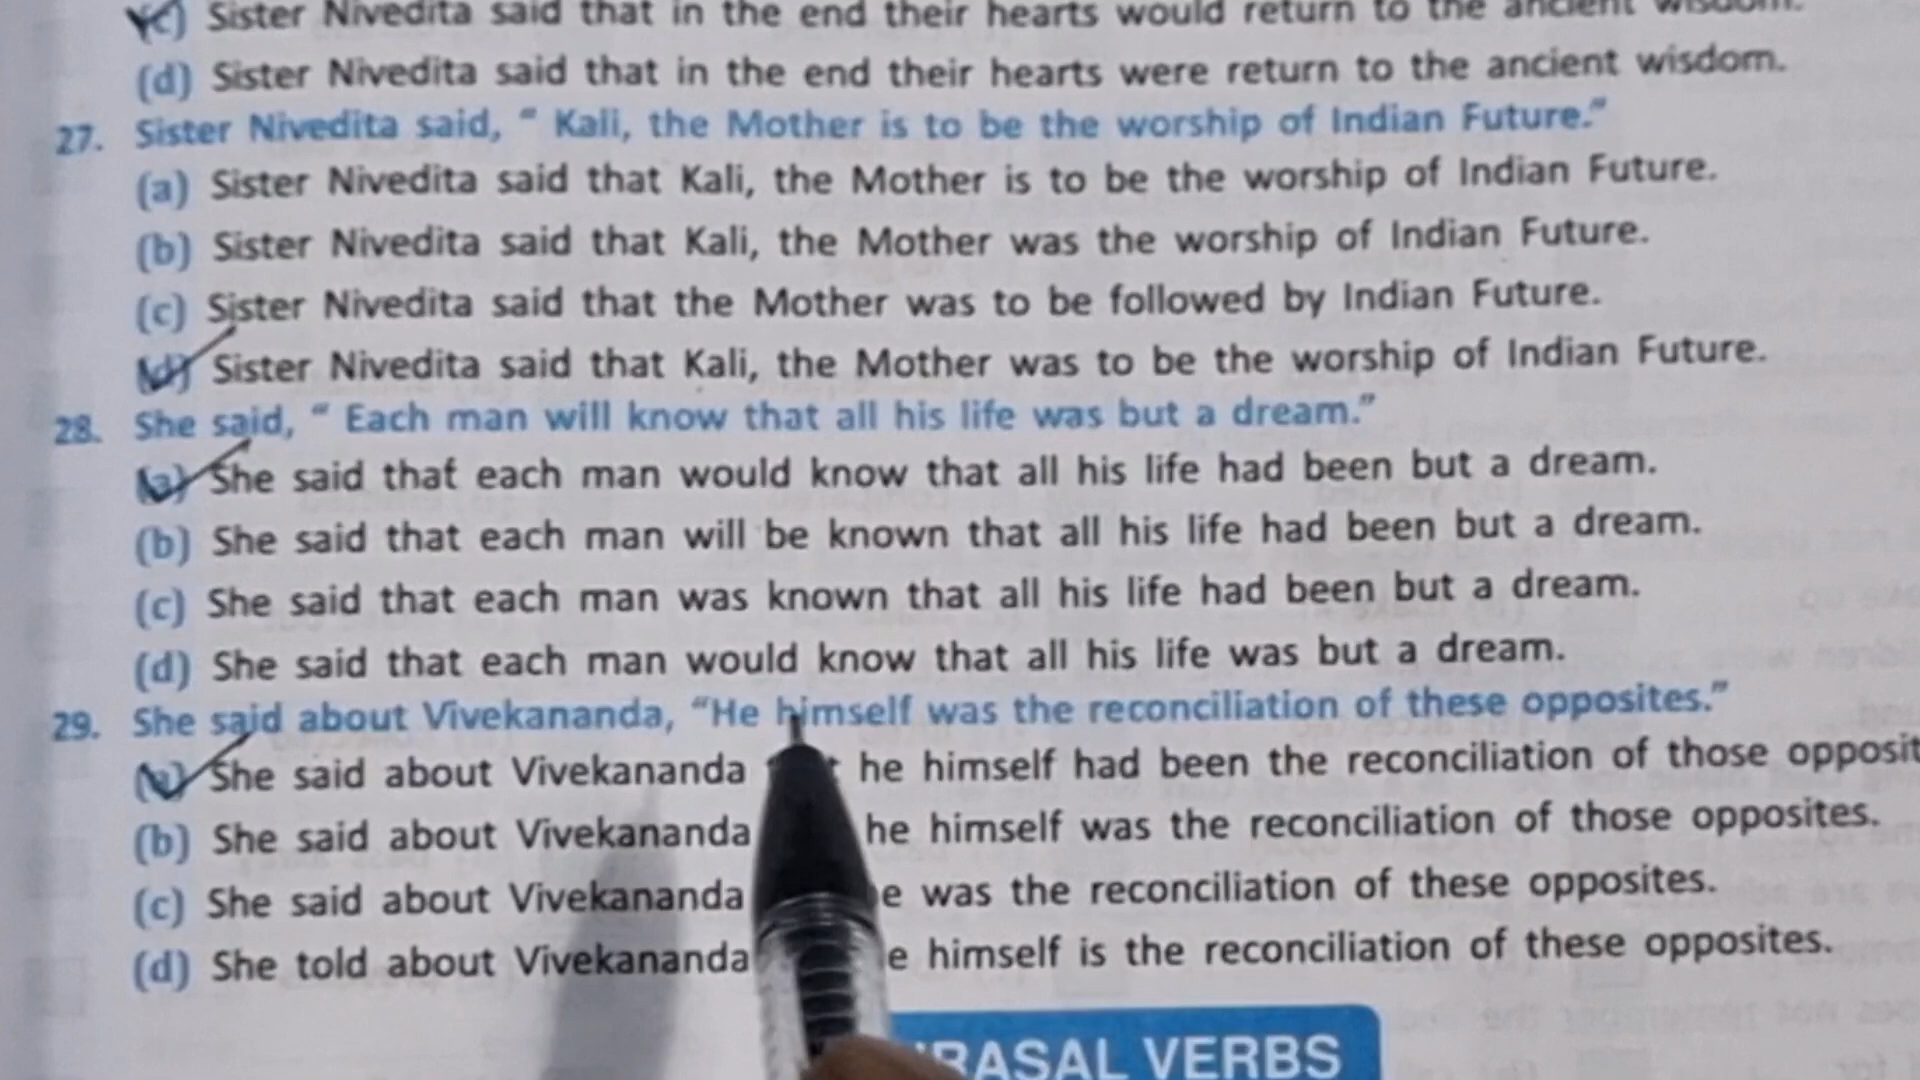 (c) Sister Nivedita said that in the end their hearts would return to the ancient wisdom.
(d) Sister Nivedita said that in the end their hearts were return to the ancient wisdom.
27. Sister Nivedita said, " Kali, the Mother is to be the worship of Indian Future."
(a) Sister Nivedita said that Kali, the Mother is to be the worship of Indian Future.
(b) Sister Nivedita said that Kali, the Mother was the worship of Indian Future.
(c) Sister Nivedita said that the Mother was to be followed by Indian Future.
(d) Sister Nivedita said that Kali, the Mother was to be the worship of Indian Future.
28. She said, " Each man will know that all his life was but a dream."
(a) She said that each man would know that all his life had been but a dream.
(b) She said that each man will be known that all his life had been but a dream.
(c) She said that each man was known that all his life had been but a dream.
(d) She said that each man would know that all his life was but a dream.
29. She said about Vivekananda, "He himself was the reconciliation of these opposites."
(a) She said about Vivekananda he himself had been the reconciliation of those opposit
(b) She said about Vivekananda he himself was the reconciliation of those opposites.
(c) She said about Vivekananda was the reconciliation of these opposites.
(d) She told about Vivekananda himself is the reconciliation of these opposites.
RASAL VERBS